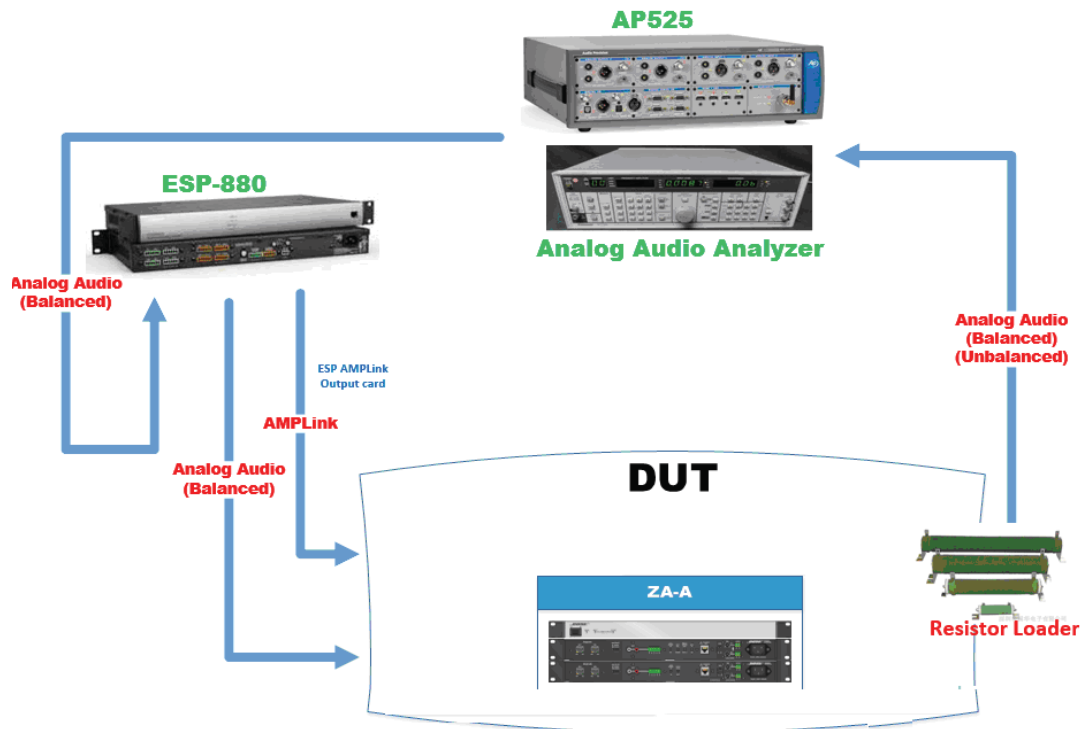 AP525
ESP-880
Analog Audio Analyzer
Analog Audio
(Balanced)
Analog Audio
(Balanced)
(Unbalanced)
ESP AMPLink
Output card
AMPLink
Analog Audio
(Balanced)
DUT
ZA-A
Resistor Loader